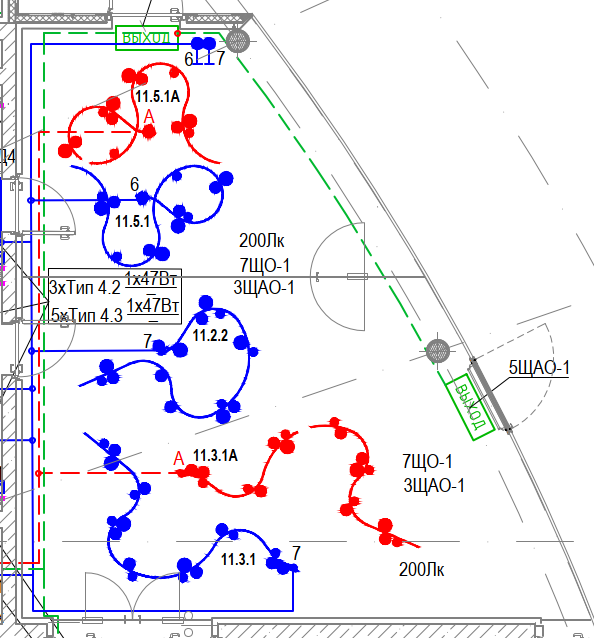 ВЫХОД
6 7
11.5.1А
А
Д4
6
11.5.1
200Лк
7ЩО-1
3ЩАО-1
3хТип 4.2 1х47Вт
–
5хТип 4.3 1х47Вт
–
7
11.2.2
5ЩАО-1
ВЫХОД
А
11.3.1А
7ЩО-1
3ЩАО-1
11.3.1
7
200Лк